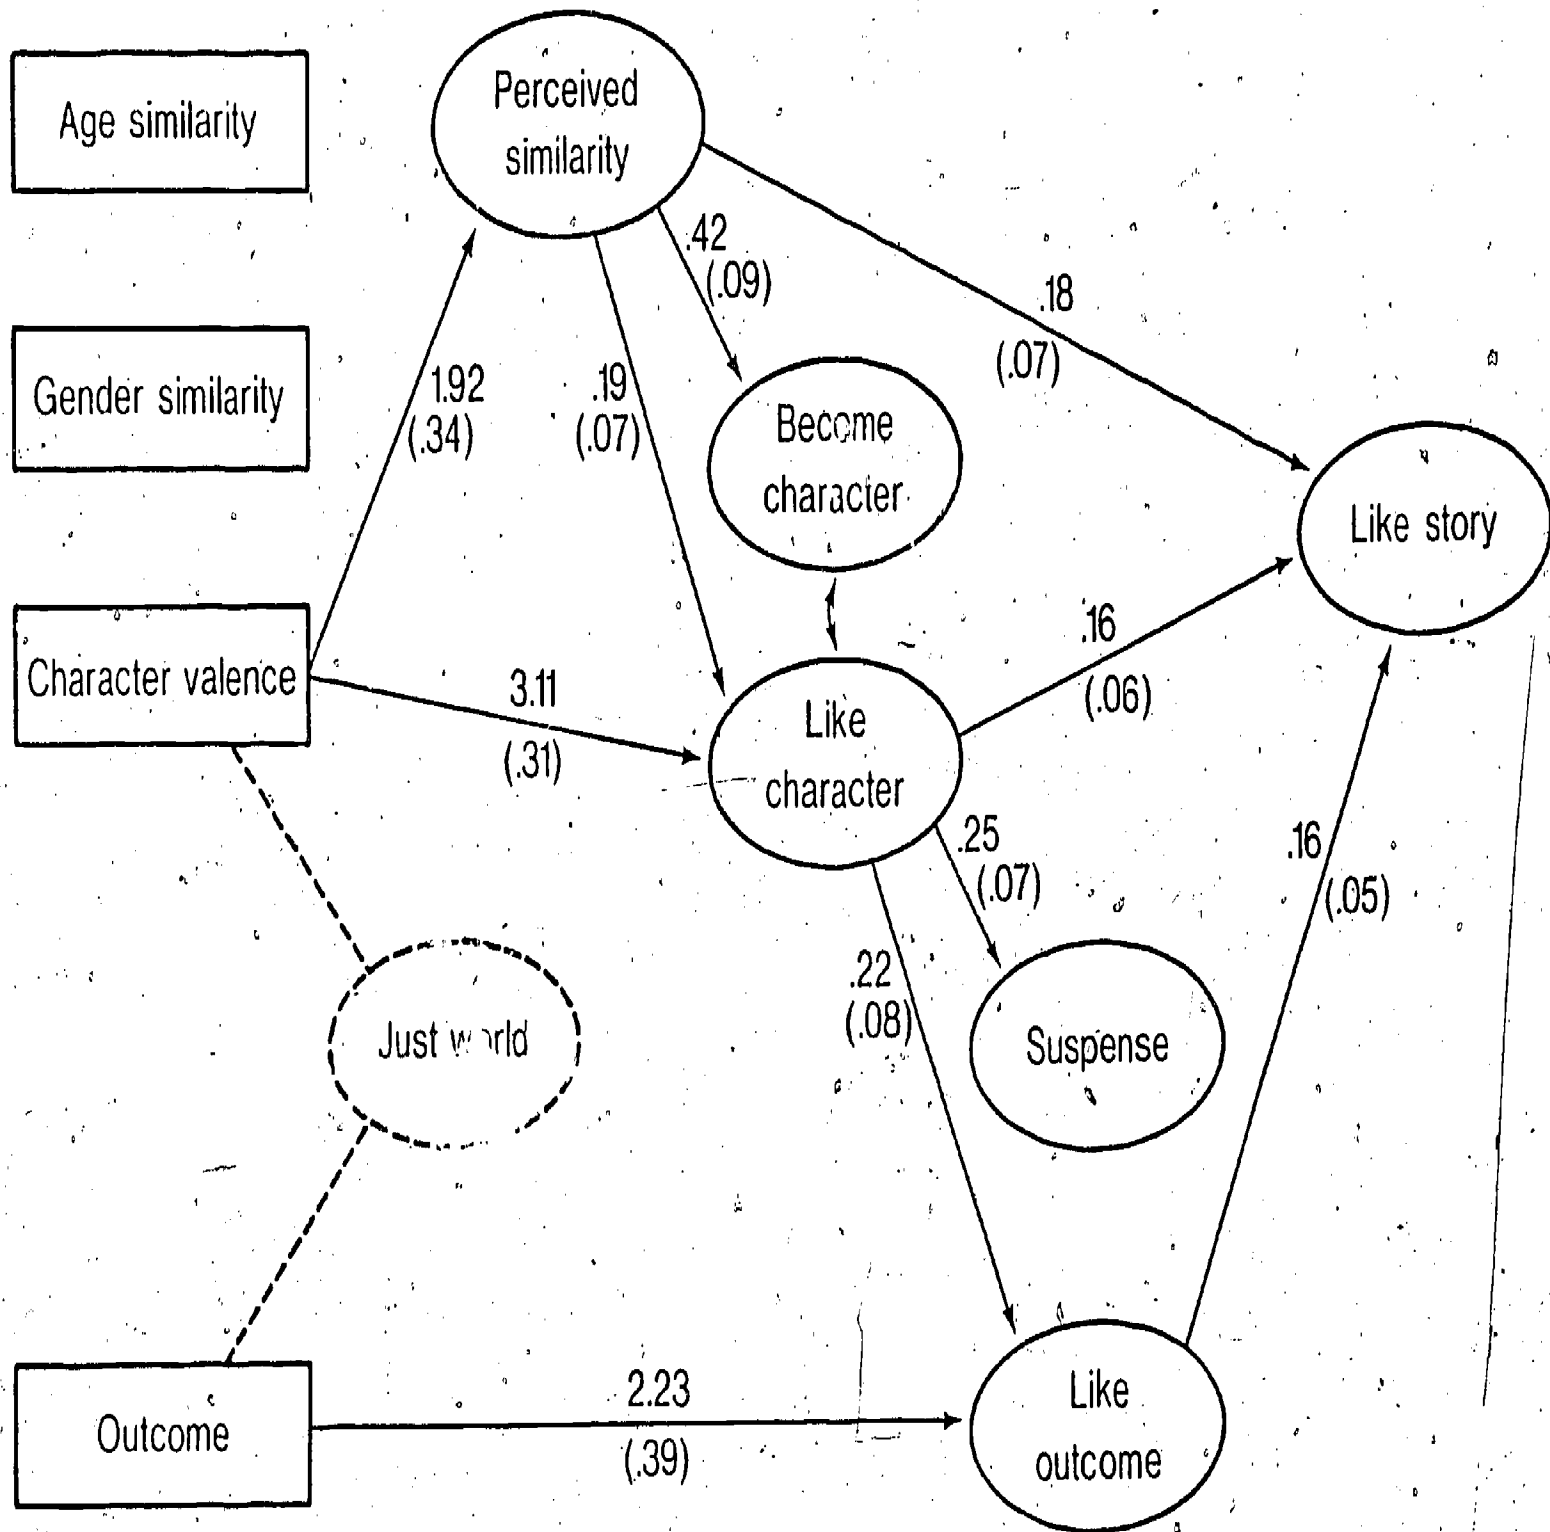 Age similarity
Perceived
similarity
.42
(.09)
.18
(.07)
Gender similarity
1.92
(.34)
.19
(.07)
Become
character
Like story
Character valence
3.11
(.31)
Like
character
.16
(.06)
.25
(.07)
.16
(.05)
.22
(.08)
Just
Suspense
Outcome
2.23
(.39)
Like
outcome